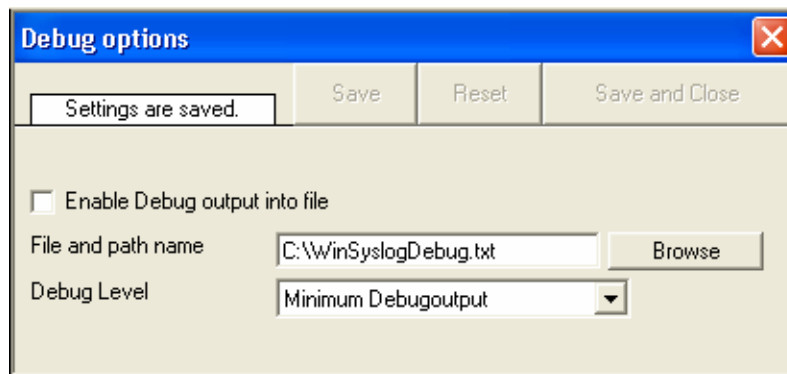 Debug options
Settings are saved. Save Reset Save and Close
Enable Debug output into file
File and path name C:\WinSyslogDebug.txt Browse
Debug Level Minimum Debugoutput